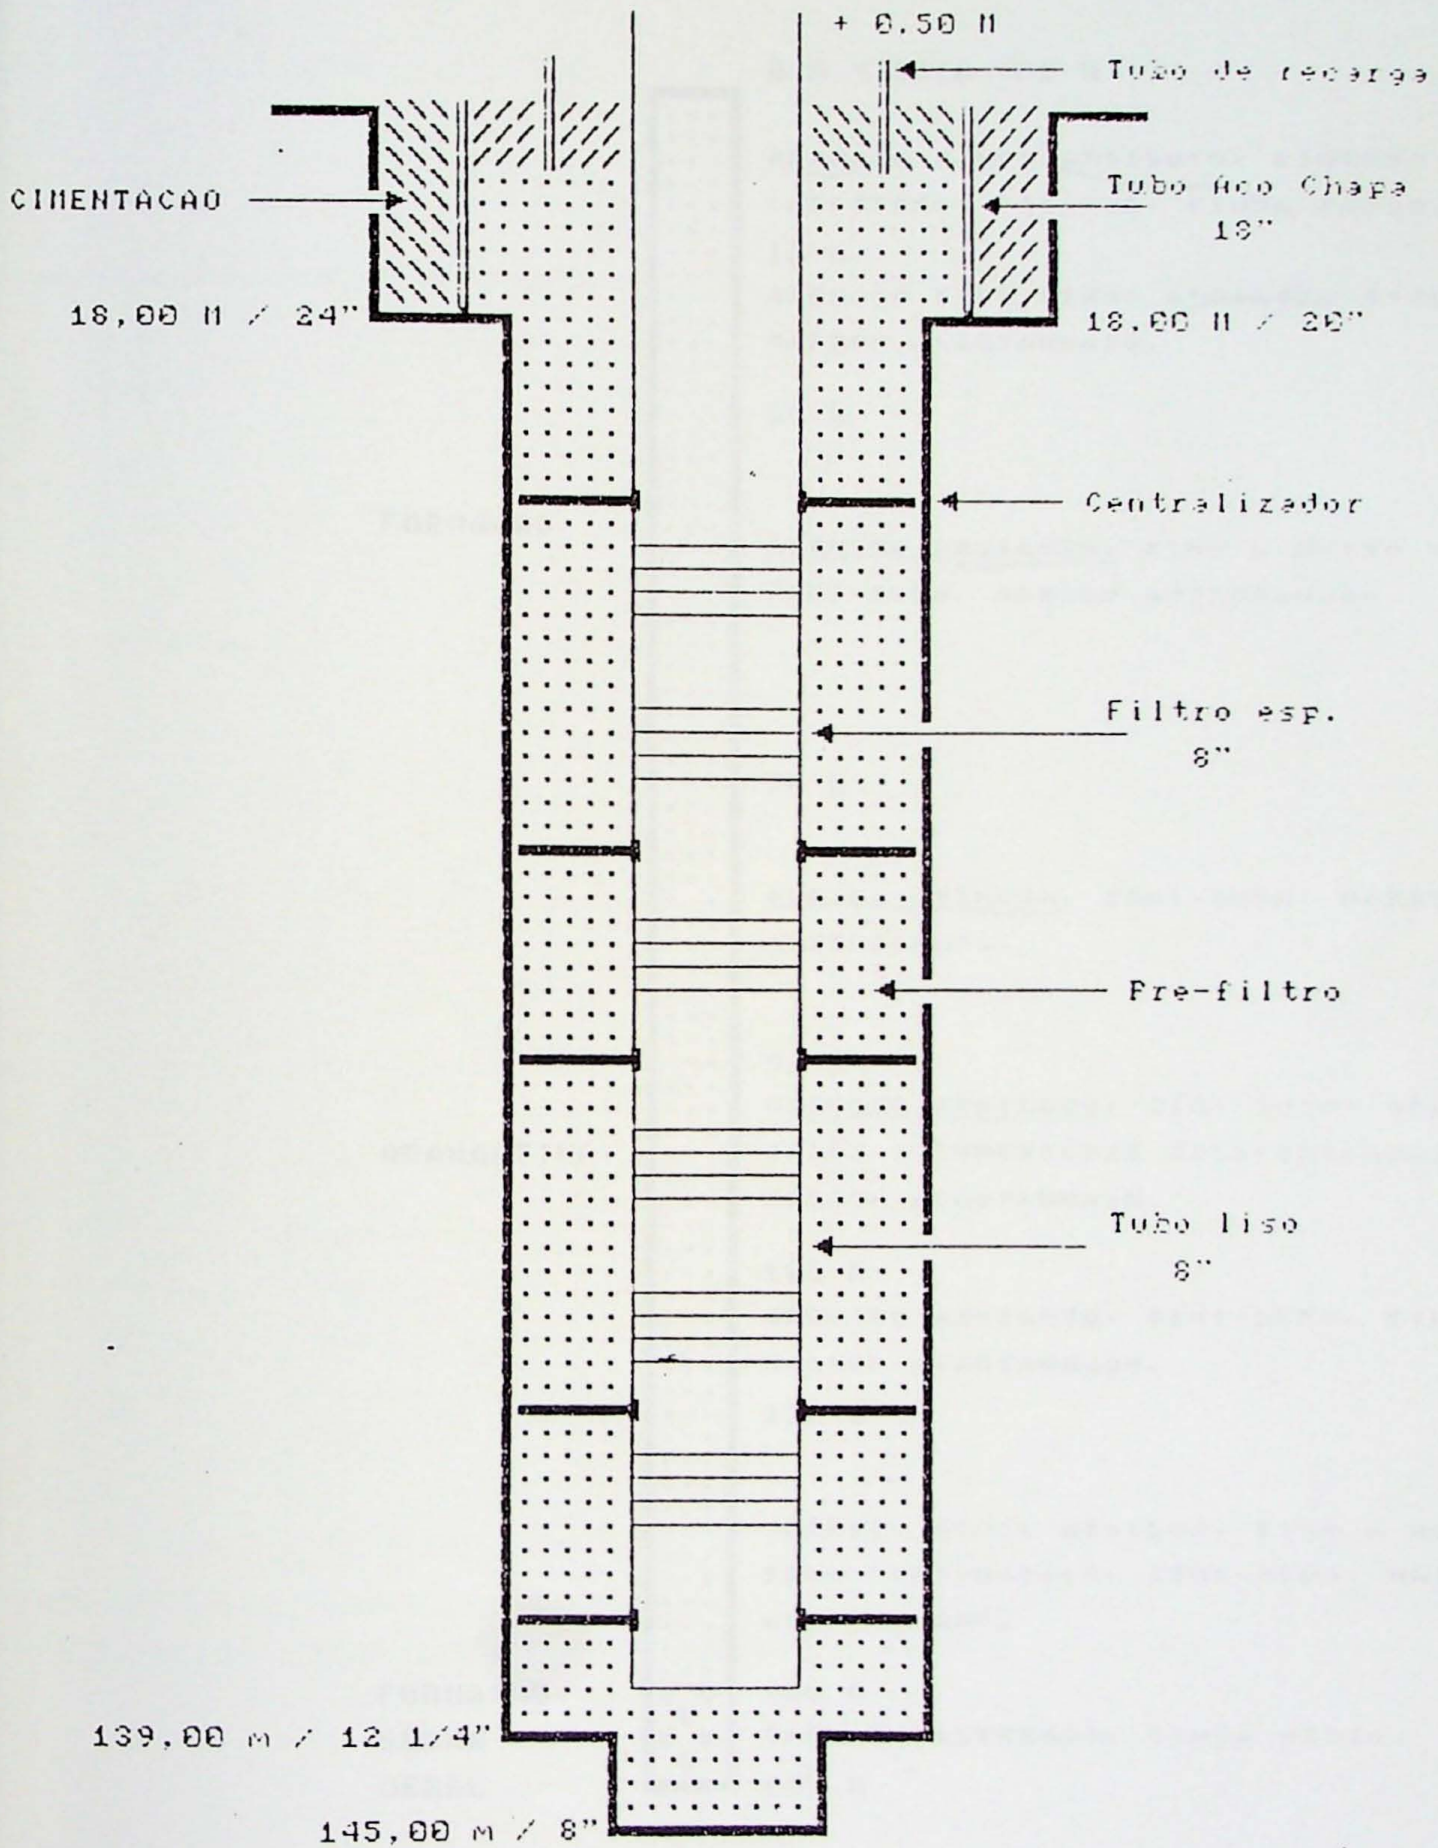 + 0.50 M
Tubo de recarga
CIMENTACAO
Tubo Aco Chapa
18"
18,00 M / 24"
18.00 M / 20"
Centralizador
Filtro esp.
8"
Pre-filtro
Tubo liso
8"
139,00 m / 12 1/4"
145,00 m / 8"